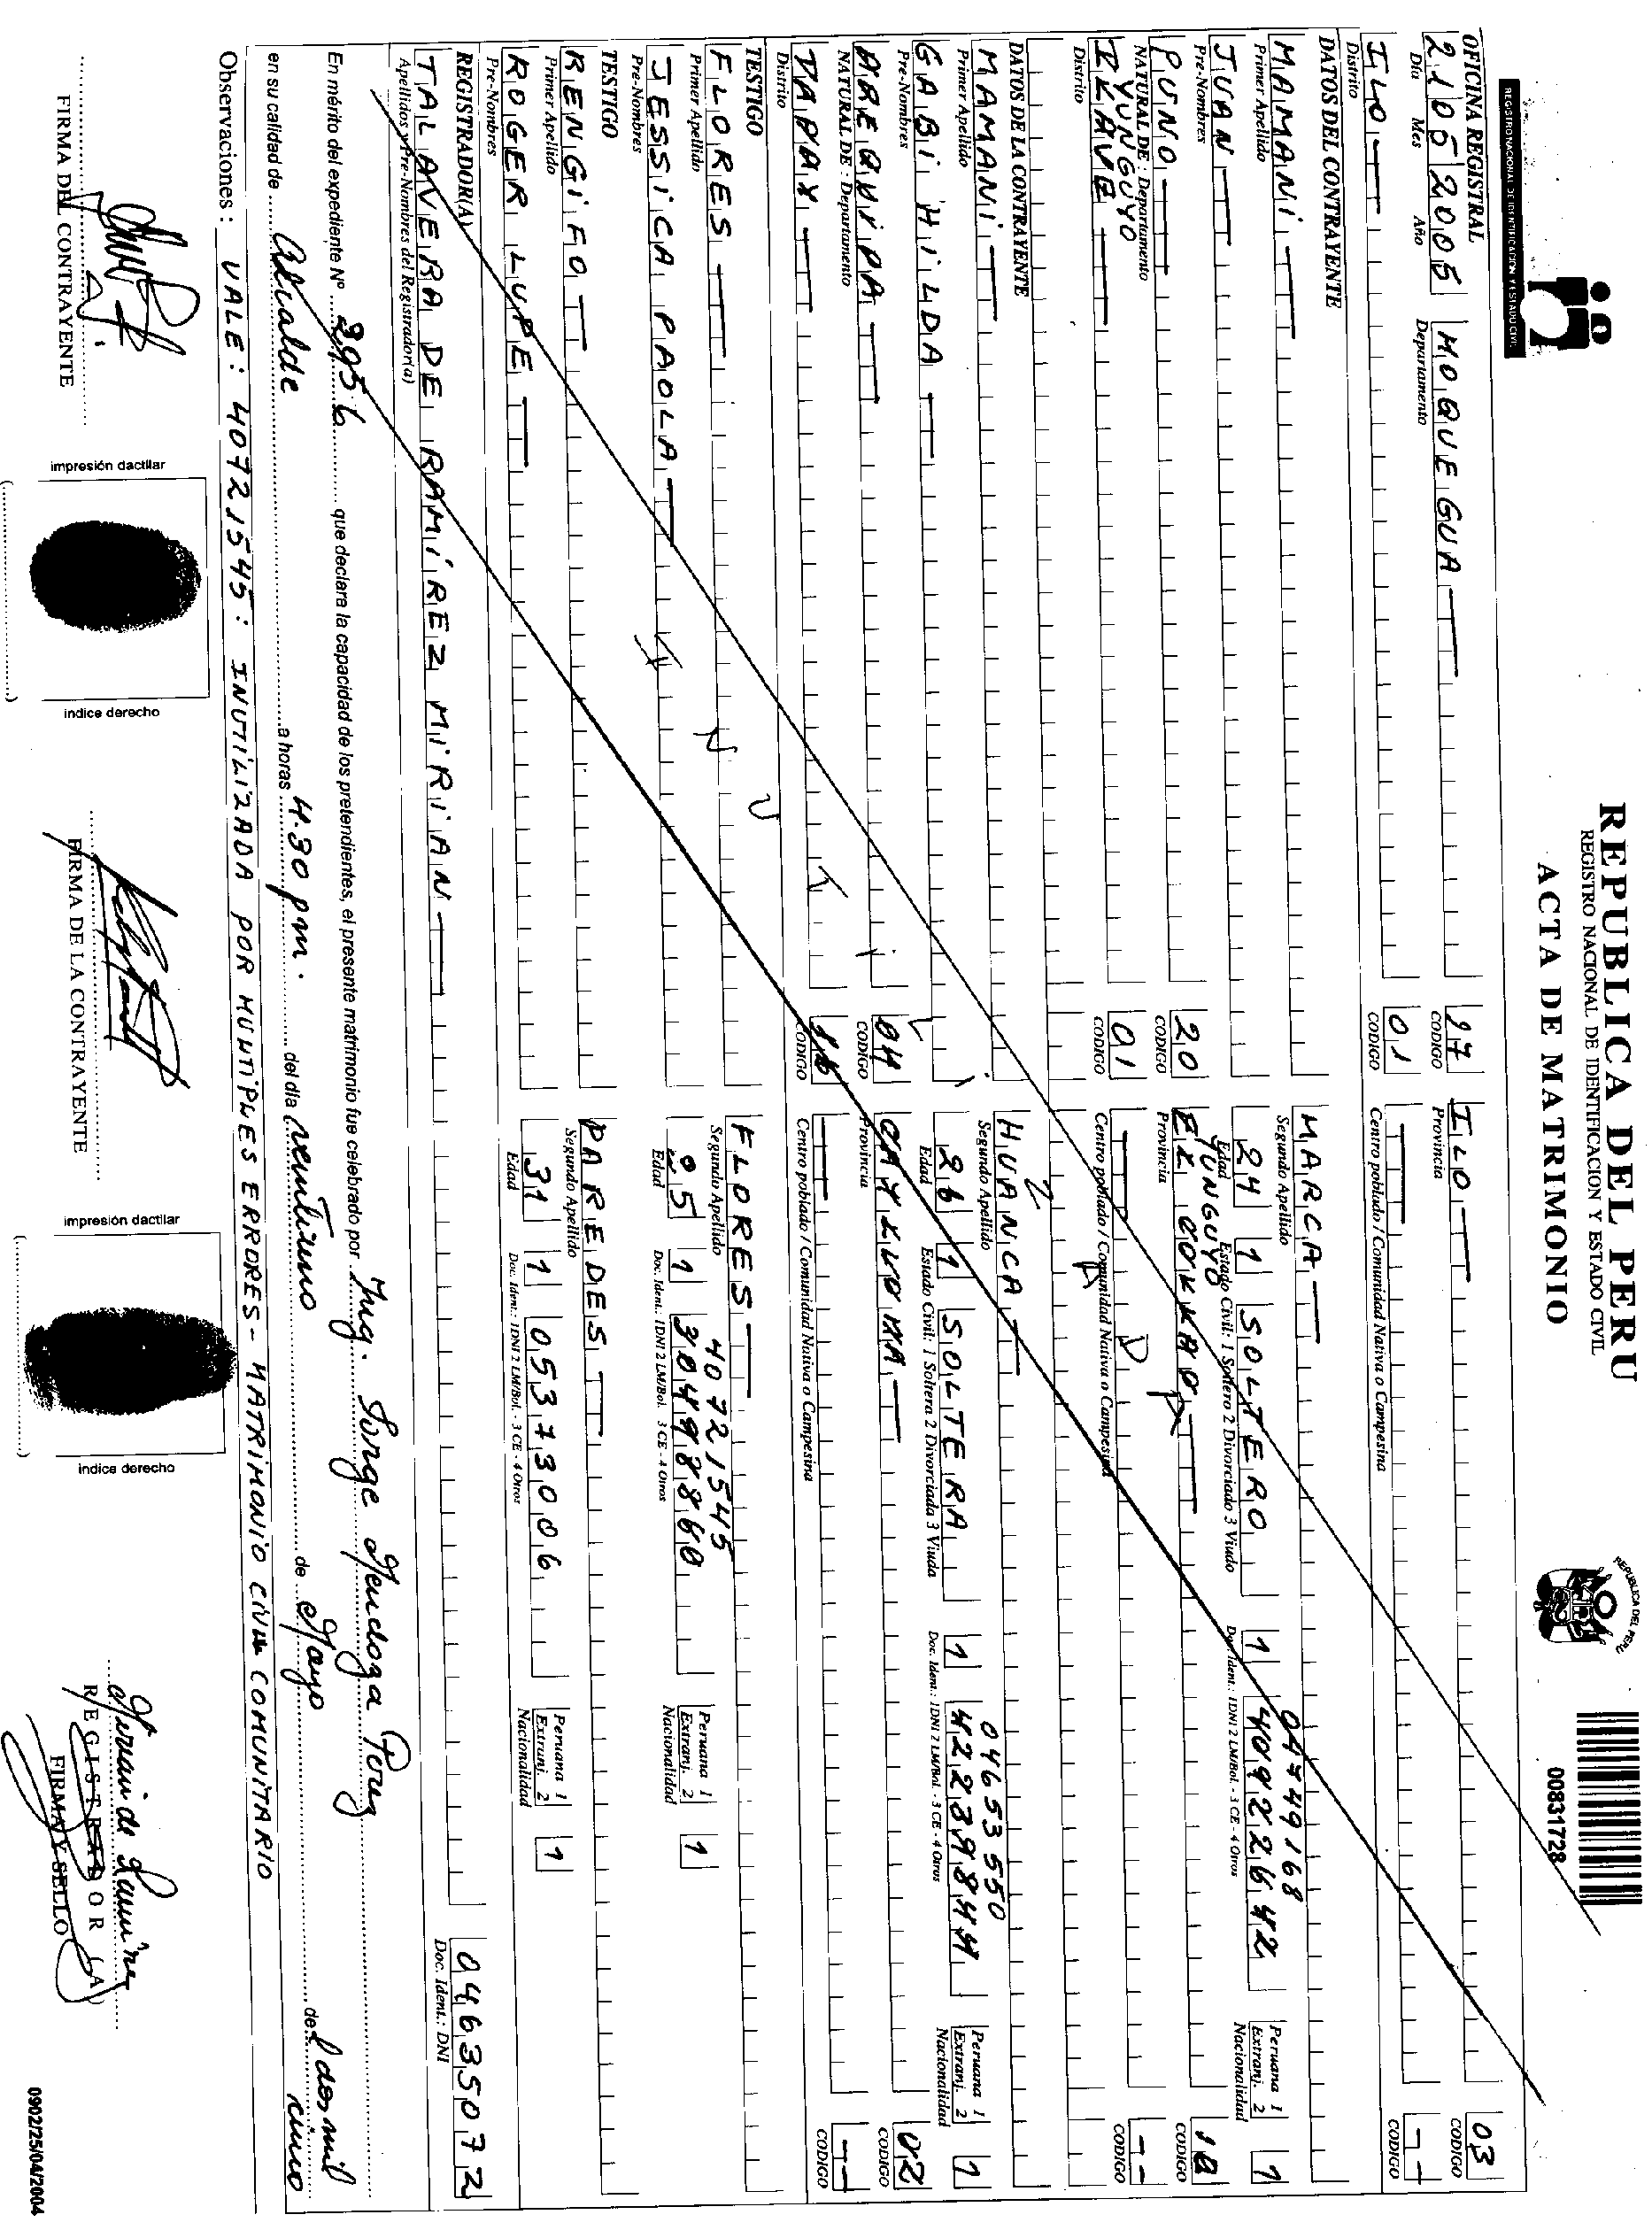 REPUBLICA DEL PERU
REGISTRO NACIONAL DE IDENTIFICACION Y ESTADO CIVIL
ACTA DE MATRIMONIO
REGISTRO NACIONAL DE IDENTIFICACION Y ESTADO CIVIL
REPUBLICA DEL PERU
00831728
OFICINA REGISTRAL
21 05 2005 MOQUEGUA 17 ILO 03
Día Mes Año Departamento CODIGO Provincia CODIGO
ILO 01 --
Distrito CODIGO Centro poblado / Comunidad Nativa o Campesina CODIGO
DATOS DEL CONTRAYENTE
MAMANI MARCA 04749168
Primer Apellido Segundo Apellido
JUAN 24 1 SOLTERO 1 40922642 Peruana 1 Extranj. 2 1
Pre-Nombres Edad Estado Civil: 1 Soltero 2 Divorciado 3 Viudo Doc. Ident.: 1DNI 2 LM/Bol. - 3 CE - 4 Otros Nacionalidad
YUNGUYO
PUNO 20 EL COLLAO 10
NATURAL DE : Departamento CODIGO Provincia CODIGO
YUNGUYO
ILAVE 01 --
Distrito CODIGO Centro poblado / Comunidad Nativa o Campesina CODIGO
DATOS DE LA CONTRAYENTE
MAMANI HUANCA 04653550
Primer Apellido Segundo Apellido
GABI HILDA 26 1 SOLTERA 1 Peruana 1 Extranj. 2 1
Pre-Nombres Edad Estado Civil: 1 Soltera 2 Divorciada 3 Viuda Doc. Ident.: 1DNI 2 LM/Bol. - 3 CE - 4 Otros Nacionalidad
AREQUIPA 04 CAYLLOMA 02
NATURAL DE : Departamento CODIGO Provincia CODIGO
TAPAY --
Distrito CODIGO Centro poblado / Comunidad Nativa o Campesina CODIGO
TESTIGO
FLORES FLORES 40721545
Primer Apellido Segundo Apellido
JESSICA PAOLA 25 1 30498860 Peruana 1 Extranj. 2 1
Pre-Nombres Edad Doc. Ident.: 1DNI 2 LM/Bol. 3 CE - 4 Otros Nacionalidad
TESTIGO
RENGIFO PAREDES
Primer Apellido Segundo Apellido
ROGER LUPE 31 1 05373006 Peruana 1 Extranj. 2 1
Pre-Nombres Edad Doc. Ident.: 1DNI 2 LM/Bol. - 3 CE - 4 Otros Nacionalidad
REGISTRADOR(A)
TALAVERA DE RAMIREZ MIRIAN 04635072
Apellidos y Pre-Nombres del Registrador(a) Doc. Ident.: DNI
En mérito del expediente Nº 3956 que declara la capacidad de los pretendientes, el presente matrimonio fue celebrado por Ing. Jorge Mendoza Perez
en su calidad de Alcalde a horas 4.30 pm. del día veintiuno de Mayo del dos mil cinco
Observaciones: VALE: 40721545: INUTILIZADA POR MULTIPLES ERRORES - MATRIMONIO CIVIL COMUNITARIO
FIRMA DEL CONTRAYENTE
impresión dactilar
índice derecho
FIRMA DE LA CONTRAYENTE
impresión dactilar
índice derecho
REGISTRADOR (A)
FIRMA Y SELLO
0902/25/04/2004